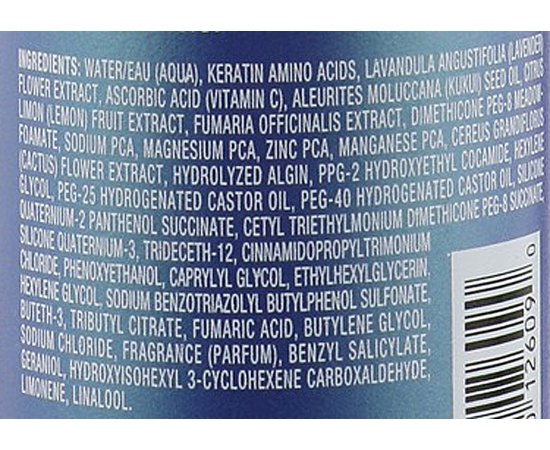 INGREDIENTS: WATER/EAU (AQUA), KERATIN AMINO ACIDS, LAVANDULA ANGUSTIFOLIA (LAVENDER)
FLOWER EXTRACT, ASCORBIC ACID (VITAMIN C), ALEURITES MOLUCCANA (KUKUI) SEED OIL, CITRUS
LIMON (LEMON) FRUIT EXTRACT, FUMARIA OFFICINALIS EXTRACT, DIMETHICONE PEG-8 MEADOW-
FOAMATE, SODIUM PCA, MAGNESIUM PCA, ZINC PCA, MANGANESE PCA, CEREUS GRANDIFLORUS
(CACTUS) FLOWER EXTRACT, HYDROLYZED ALGIN, PPG-2 HYDROXYETHYL COCAMIDE, HEXYLENE
GLYCOL, PEG-25 HYDROGENATED CASTOR OIL, PEG-40 HYDROGENATED CASTOR OIL, SILICONE
QUATERNIUM-2 PANTHENOL SUCCINATE, CETYL TRIETHYLMONIUM DIMETHICONE PEG-8 SUCCINATE,
SILICONE QUATERNIUM-3, TRIDECETH-12, CINNAMIDOPROPYLTRIMONIUM
CHLORIDE, PHENOXYETHANOL, CAPRYLYL GLYCOL, ETHYLHEXYLGLYCERIN,
HEXYLENE GLYCOL, SODIUM BENZOTRIAZOLYL BUTYLPHENOL SULFONATE,
BUTETH-3, TRIBUTYL CITRATE, FUMARIC ACID, BUTYLENE GLYCOL,
SODIUM CHLORIDE, FRAGRANCE (PARFUM), BENZYL SALICYLATE,
GERANIOL, HYDROXYISOHEXYL 3-CYCLOHEXENE CARBOXALDEHYDE,
LIMONENE, LINALOOL.
12609 0